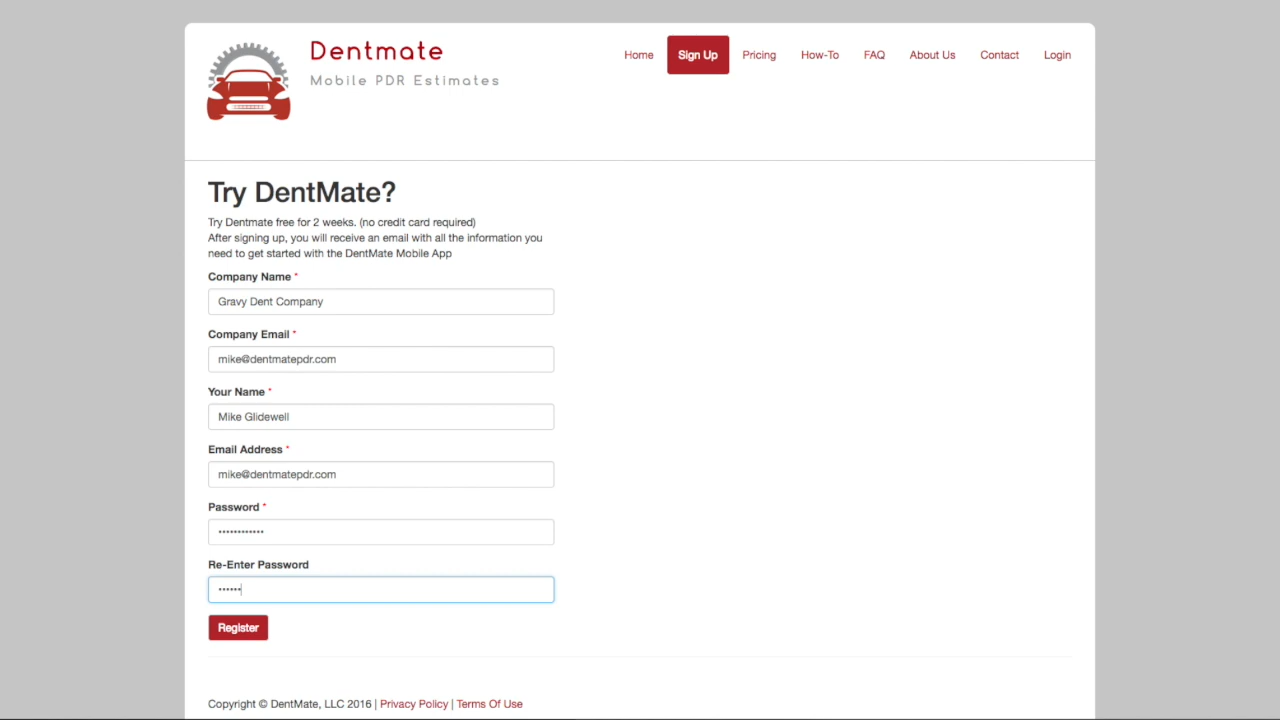 Dentmate
Mobile PDR Estimates
Home Sign Up Pricing How-To FAQ About Us Contact Login
Try DentMate?
Try Dentmate free for 2 weeks. (no credit card required)
After signing up, you will receive an email with all the information you
need to get started with the DentMate Mobile App
Company Name *
Gravy Dent Company
Company Email *
mike@dentmatepdr.com
Your Name *
Mike Glidewell
Email Address *
mike@dentmatepdr.com
Password *
••••••••••••
Re-Enter Password
••••••
Register
Copyright © DentMate, LLC 2016 | Privacy Policy | Terms Of Use